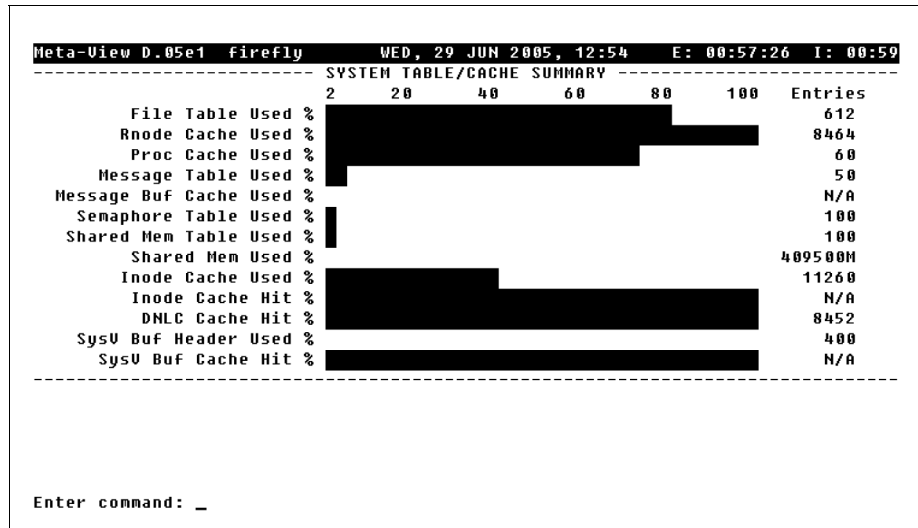 Meta-View D.05e1 firefly WED, 29 JUN 2005, 12:54 E: 00:57:26 I: 00:59
SYSTEM TABLE/CACHE SUMMARY
2 20 40 60 80 100 Entries
File Table Used % 612
Rnode Cache Used % 8464
Proc Cache Used % 60
Message Table Used % 50
Message Buf Cache Used % N/A
Semaphore Table Used % 100
Shared Mem Table Used % 100
Shared Mem Used % 409500M
Inode Cache Used % 11260
Inode Cache Hit % N/A
DNLC Cache Hit % 8452
SysV Buf Header Used % 400
SysV Buf Cache Hit % N/A
Enter command: _